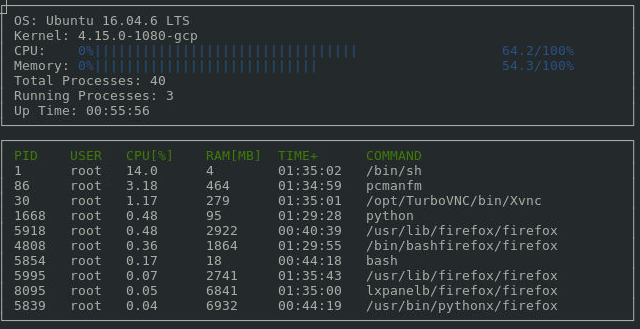 OS: Ubuntu 16.04.6 LTS
Kernel: 4.15.0-1080-gcp
CPU: 0%||||||||||||||||||||||||||||||||| 64.2/100%
Memory: 0%|||||||||||||||||||||||||||| 54.3/100%
Total Processes: 40
Running Processes: 3
Up Time: 00:55:56
PID USER CPU[%] RAM[MB] TIME+ COMMAND
1 root 14.0 4 01:35:02 /bin/sh
86 root 3.18 464 01:34:59 pcmanfm
30 root 1.17 279 01:35:01 /opt/TurboVNC/bin/Xvnc
1668 root 0.48 95 01:29:28 python
5918 root 0.48 2922 00:40:39 /usr/lib/firefox/firefox
4808 root 0.36 1864 01:29:55 /bin/bashfirefox/firefox
5854 root 0.17 18 00:44:18 bash
5995 root 0.07 2741 01:35:43 /usr/lib/firefox/firefox
8095 root 0.05 6841 01:35:00 lxpanelb/firefox/firefox
5839 root 0.04 6932 00:44:19 /usr/bin/pythonx/firefox